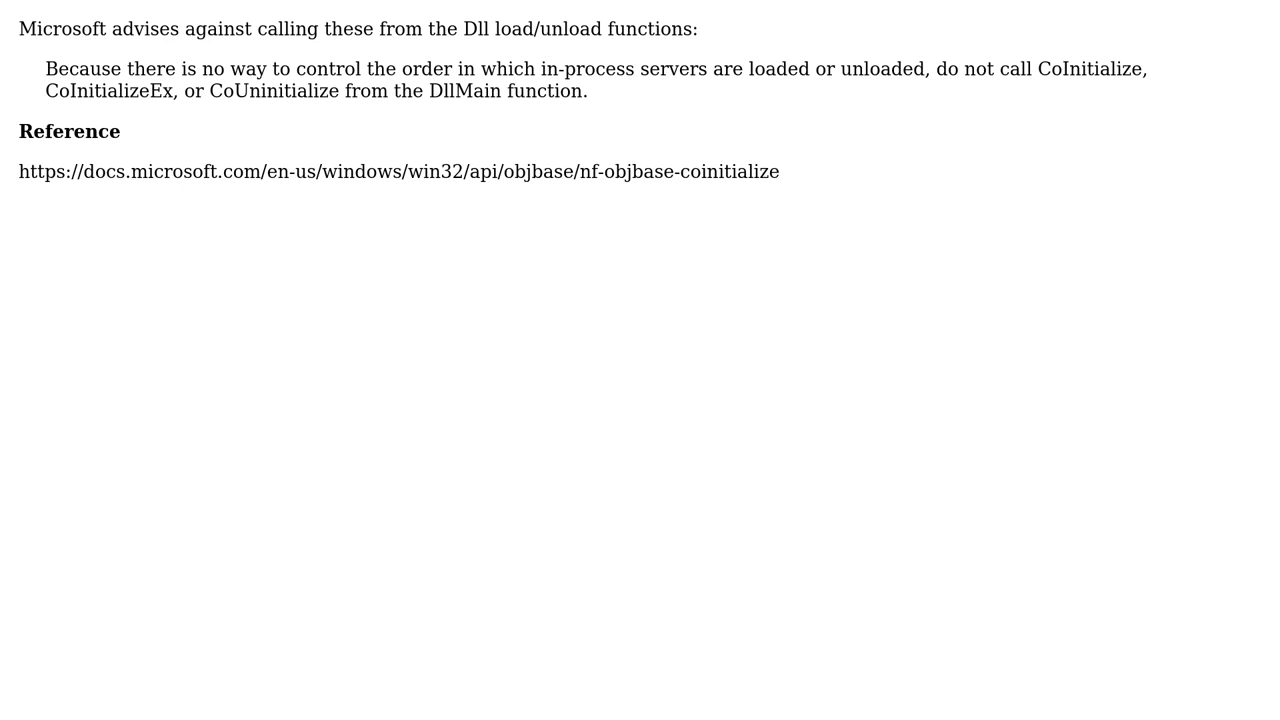 Microsoft advises against calling these from the Dll load/unload functions:
Because there is no way to control the order in which in-process servers are loaded or unloaded, do not call CoInitialize,
CoInitializeEx, or CoUninitialize from the DllMain function.
Reference
https://docs.microsoft.com/en-us/windows/win32/api/objbase/nf-objbase-coinitialize